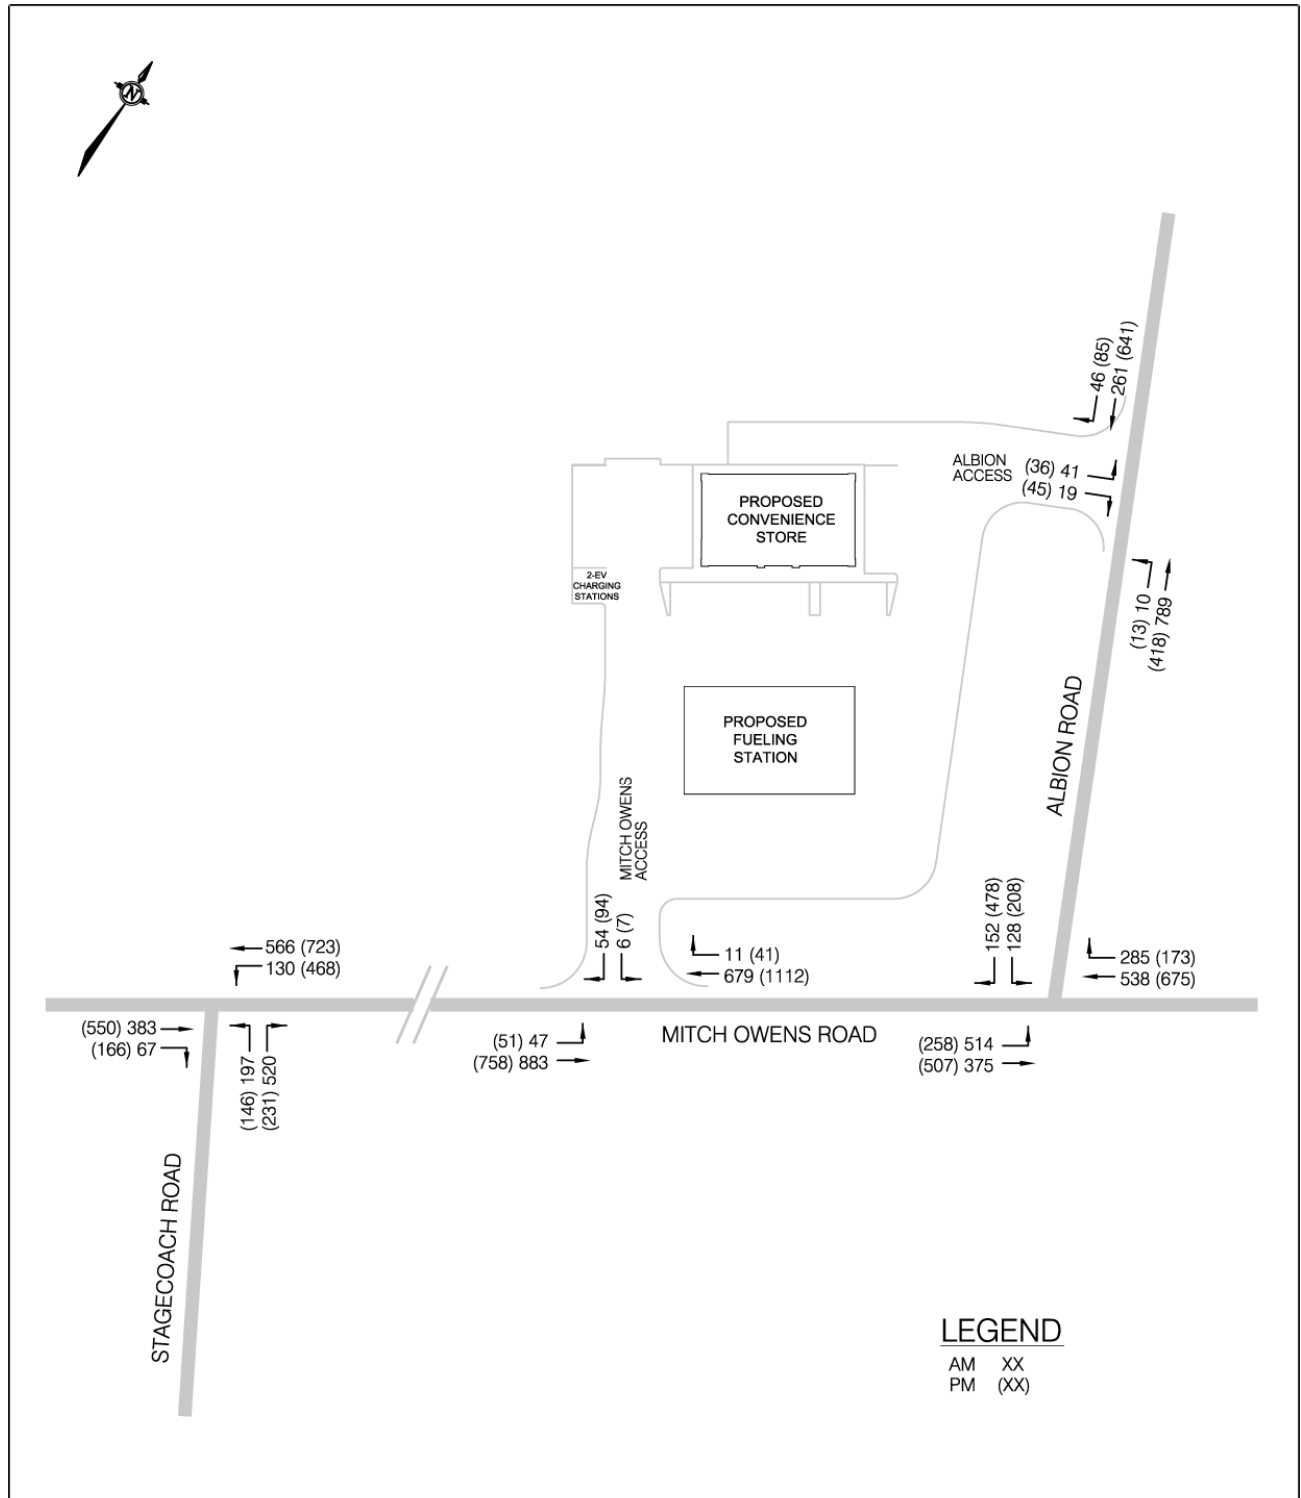 N
46 (85)
261 (641)
ALBION
ACCESS
(36) 41
(45) 19
PROPOSED
CONVENIENCE
STORE
2-EV
CHARGING
STATIONS
(13) 10
(418) 789
ALBION ROAD
PROPOSED
FUELING
STATION
MITCH OWENS
ACCESS
54 (94)
6 (7)
152 (478)
128 (208)
566 (723)
130 (468)
11 (41)
679 (1112)
285 (173)
538 (675)
(550) 383
(166) 67
(146) 197
(231) 520
(51) 47
(758) 883
MITCH OWENS ROAD
(258) 514
(507) 375
STAGECOACH ROAD
LEGEND
AM XX
PM (XX)